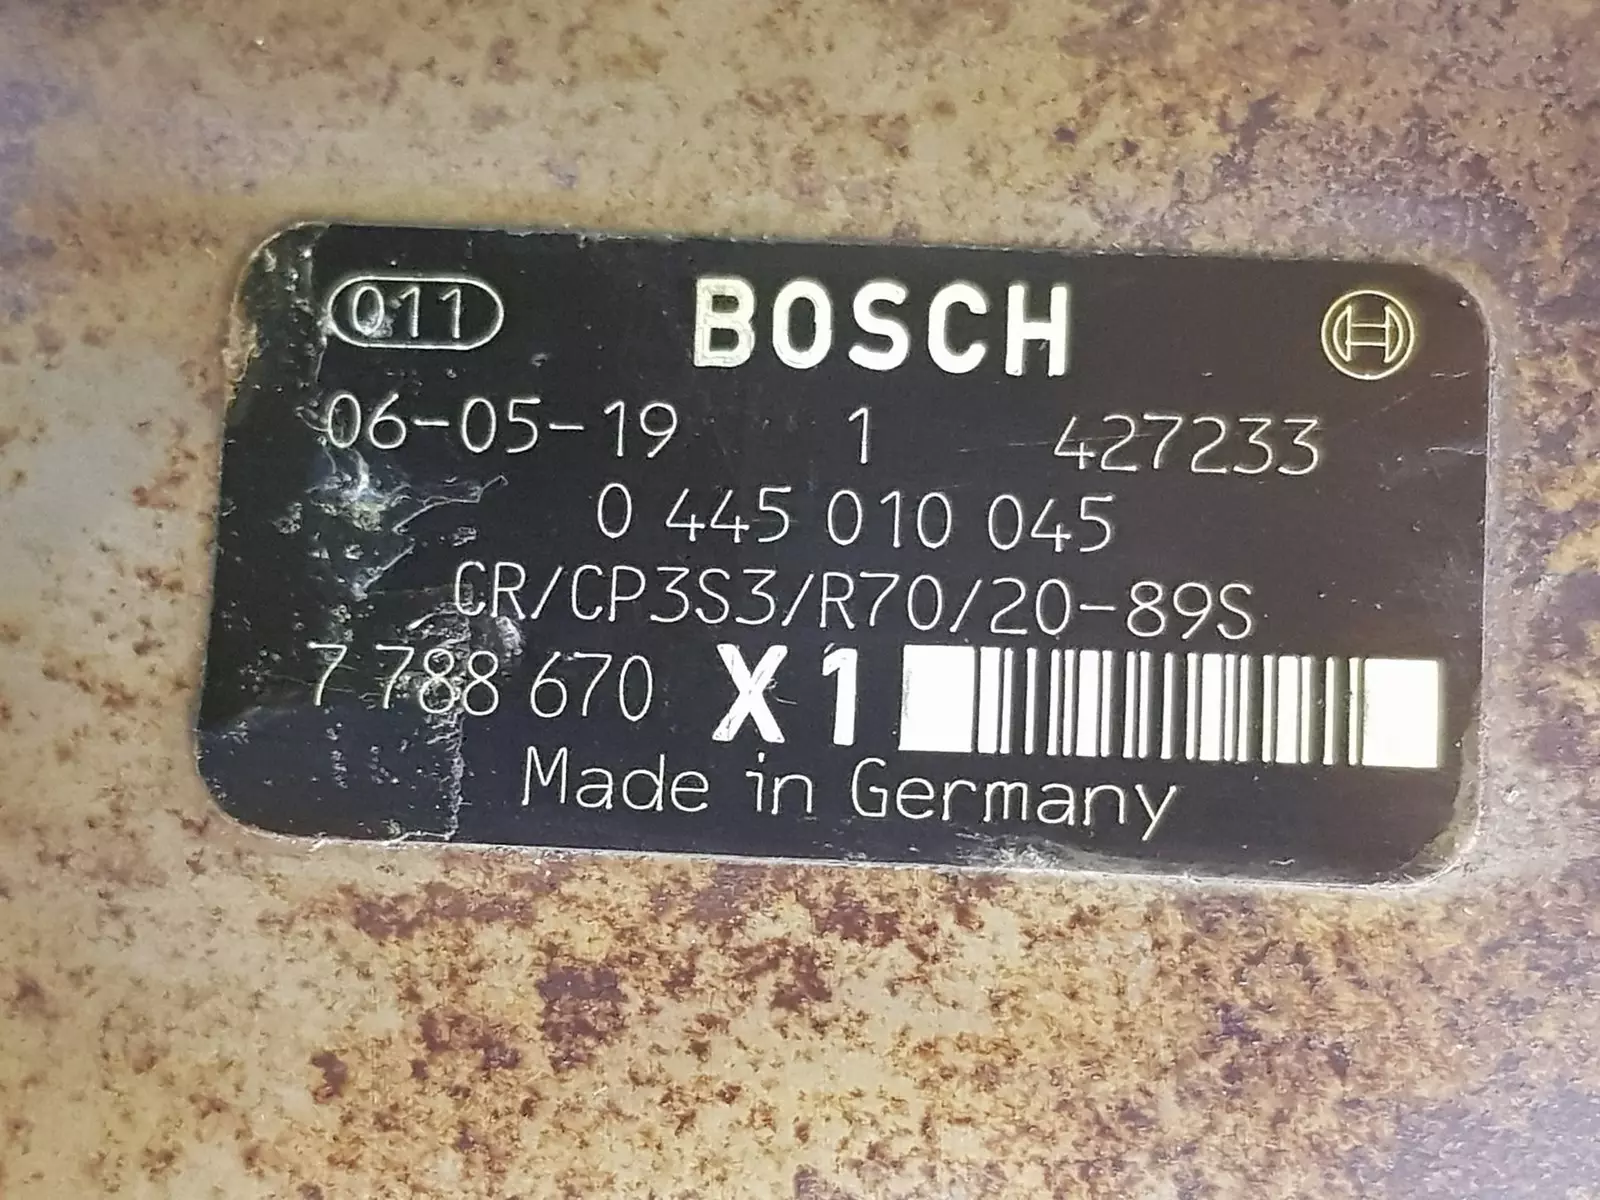 011 BOSCH
06-05-19 1 427233
0 445 010 045
CR/CP3S3/R70/20-89S
7 788 670 X1
Made in Germany